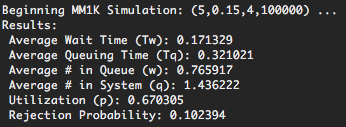 Beginning MM1K Simulation: (5,0.15,4,100000) ...
Results:
Average Wait Time (Tw): 0.171329
Average Queuing Time (Tq): 0.321021
Average # in Queue (w): 0.765917
Average # in System (q): 1.436222
Utilization (p): 0.670305
Rejection Probability: 0.102394